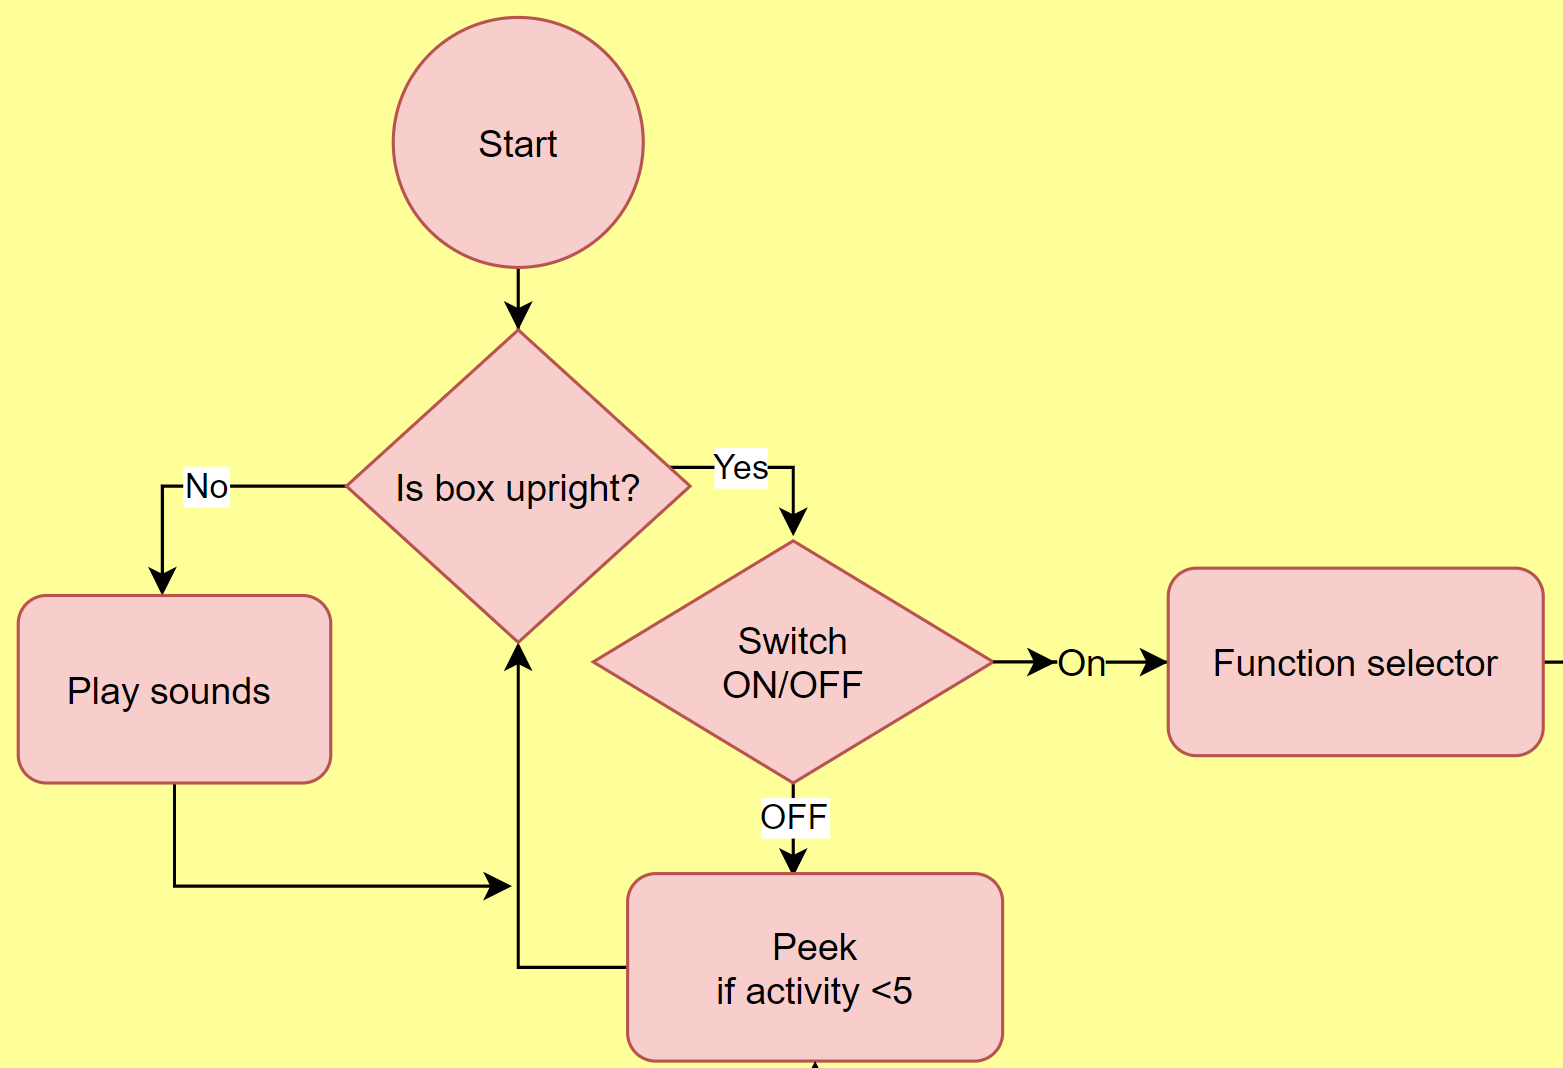 Start
Is box upright?
No
Yes
Switch
ON/OFF
On
Function selector
Play sounds
OFF
Peek
if activity <5